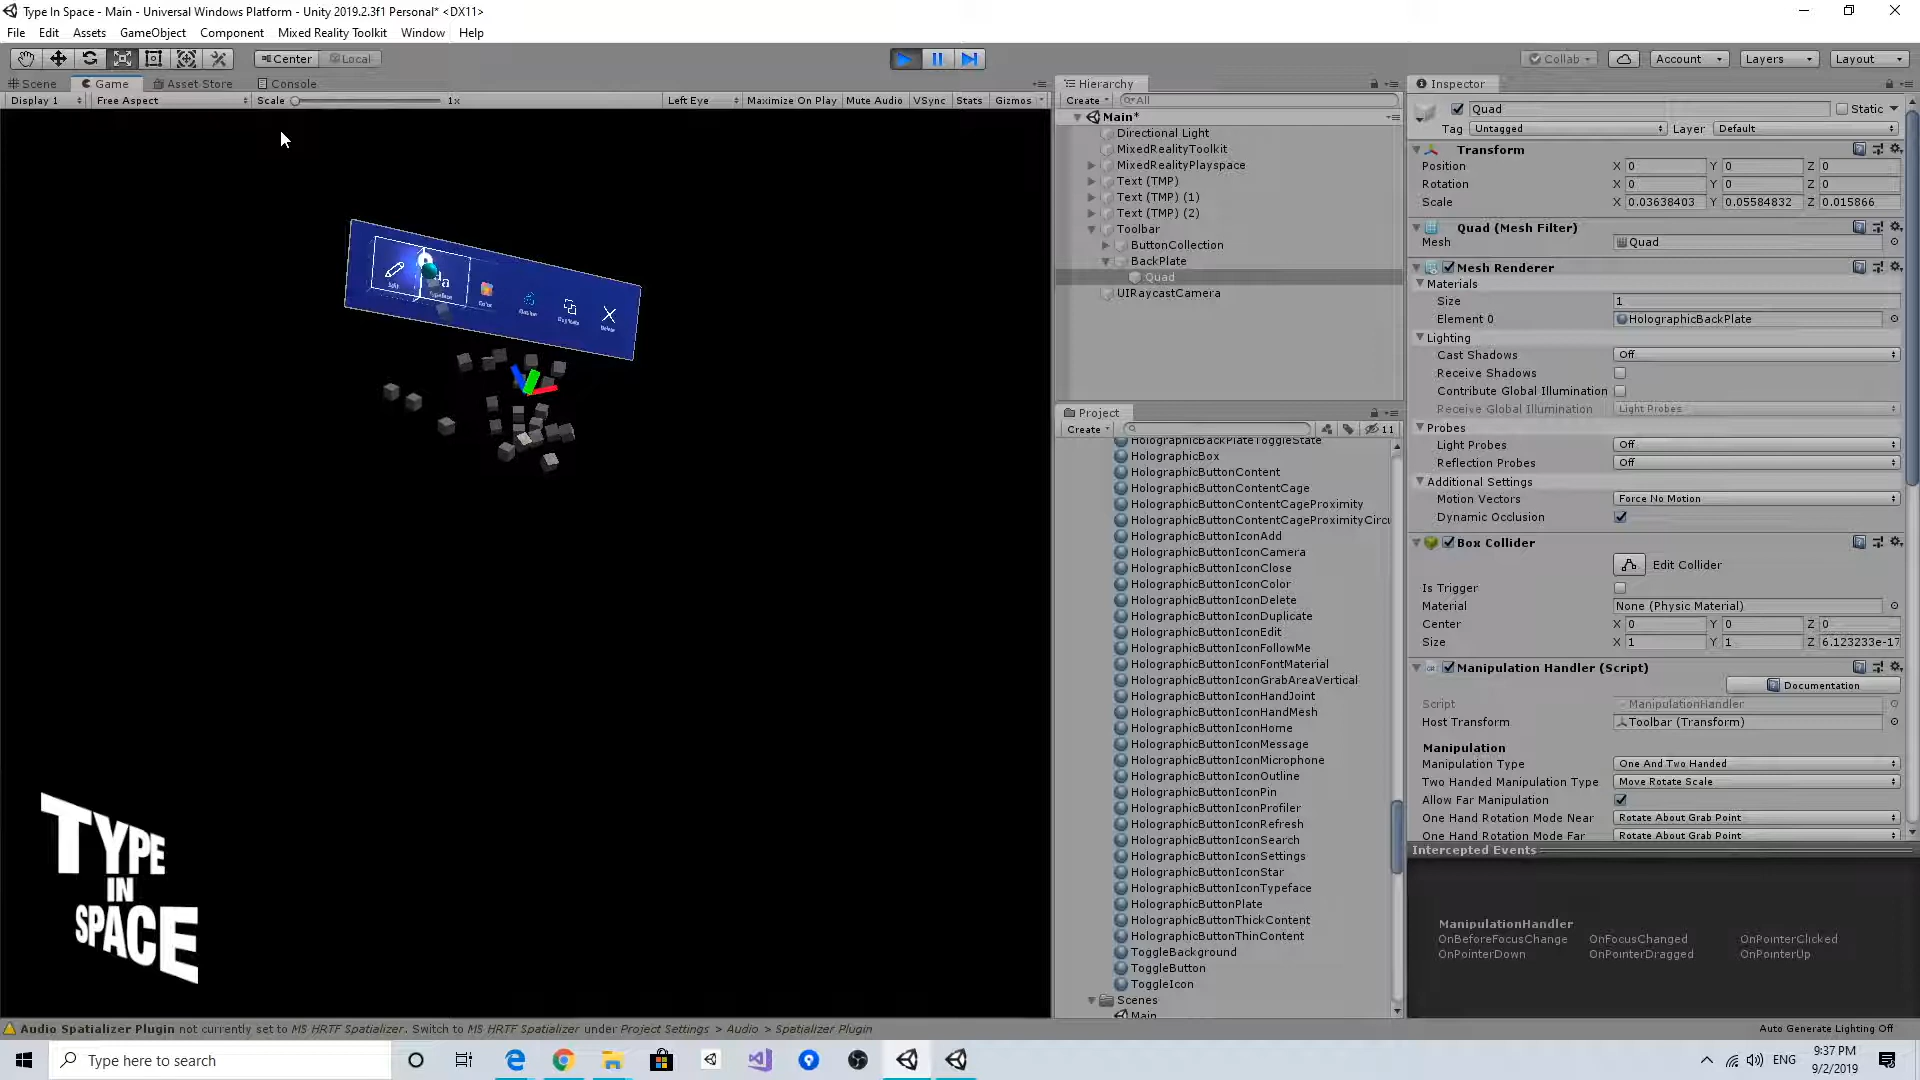 Type In Space - Main - Universal Windows Platform - Unity 2019.2.3f1 Personal* <DX11>
File Edit Assets GameObject Component Mixed Reality Toolkit Window Help
Center Local Collab Account Layers Layout
Scene Game Asset Store Console
Display 1 Free Aspect Scale 1x Left Eye Maximize On Play Mute Audio VSync Stats Gizmos
Edit Typeface Color Duplicate Delete
TYPE
IN
SPACE
Hierarchy
Create All
Main*
Directional Light
MixedRealityToolkit
MixedRealityPlayspace
Text (TMP)
Text (TMP) (1)
Text (TMP) (2)
Toolbar
ButtonCollection
BackPlate
Quad
UIRaycastCamera
Project
Create 11
HolographicBackPlateToggleState
HolographicBox
HolographicButtonContent
HolographicButtonContentCage
HolographicButtonContentCageProximity
HolographicButtonContentCageProximityCircu
HolographicButtonIconAdd
HolographicButtonIconCamera
HolographicButtonIconClose
HolographicButtonIconColor
HolographicButtonIconDelete
HolographicButtonIconDuplicate
HolographicButtonIconEdit
HolographicButtonIconFollowMe
HolographicButtonIconFontMaterial
HolographicButtonIconGrabAreaVertical
HolographicButtonIconHandJoint
HolographicButtonIconHandMesh
HolographicButtonIconHome
HolographicButtonIconMessage
HolographicButtonIconMicrophone
HolographicButtonIconOutline
HolographicButtonIconPin
HolographicButtonIconProfiler
HolographicButtonIconRefresh
HolographicButtonIconSearch
HolographicButtonIconSettings
HolographicButtonIconStar
HolographicButtonIconTypeface
HolographicButtonPlate
HolographicButtonThickContent
HolographicButtonThinContent
ToggleBackground
ToggleButton
ToggleIcon
Scenes
Main
Inspector
Quad Static
Tag Untagged Layer Default
Transform
Position X 0 Y 0 Z 0
Rotation X 0 Y 0 Z 0
Scale X 0.03638403 Y 0.05584832 Z 0.015866
Quad (Mesh Filter)
Mesh Quad
Mesh Renderer
Materials
Size 1
Element 0 HolographicBackPlate
Lighting
Cast Shadows Off
Receive Shadows
Contribute Global Illumination
Receive Global Illumination Light Probes
Probes
Light Probes Off
Reflection Probes Off
Additional Settings
Motion Vectors Force No Motion
Dynamic Occlusion
Box Collider
Edit Collider
Is Trigger
Material None (Physic Material)
Center X 0 Y 0 Z 0
Size X 1 Y 1 Z 6.123233e-17
Manipulation Handler (Script)
Documentation
Script ManipulationHandler
Host Transform Toolbar (Transform)
Manipulation
Manipulation Type One And Two Handed
Two Handed Manipulation Type Move Rotate Scale
Allow Far Manipulation
One Hand Rotation Mode Near Rotate About Grab Point
One Hand Rotation Mode Far Rotate About Grab Point
Intercepted Events
ManipulationHandler
OnBeforeFocusChange OnFocusChanged OnPointerClicked
OnPointerDown OnPointerDragged OnPointerUp
Audio Spatializer Plugin not currently set to MS HRTF Spatializer. Switch to MS HRTF Spatializer under Project Settings > Audio > Spatializer Plugin
Auto Generate Lighting Off
Type here to search
ENG
9:37 PM
9/2/2019